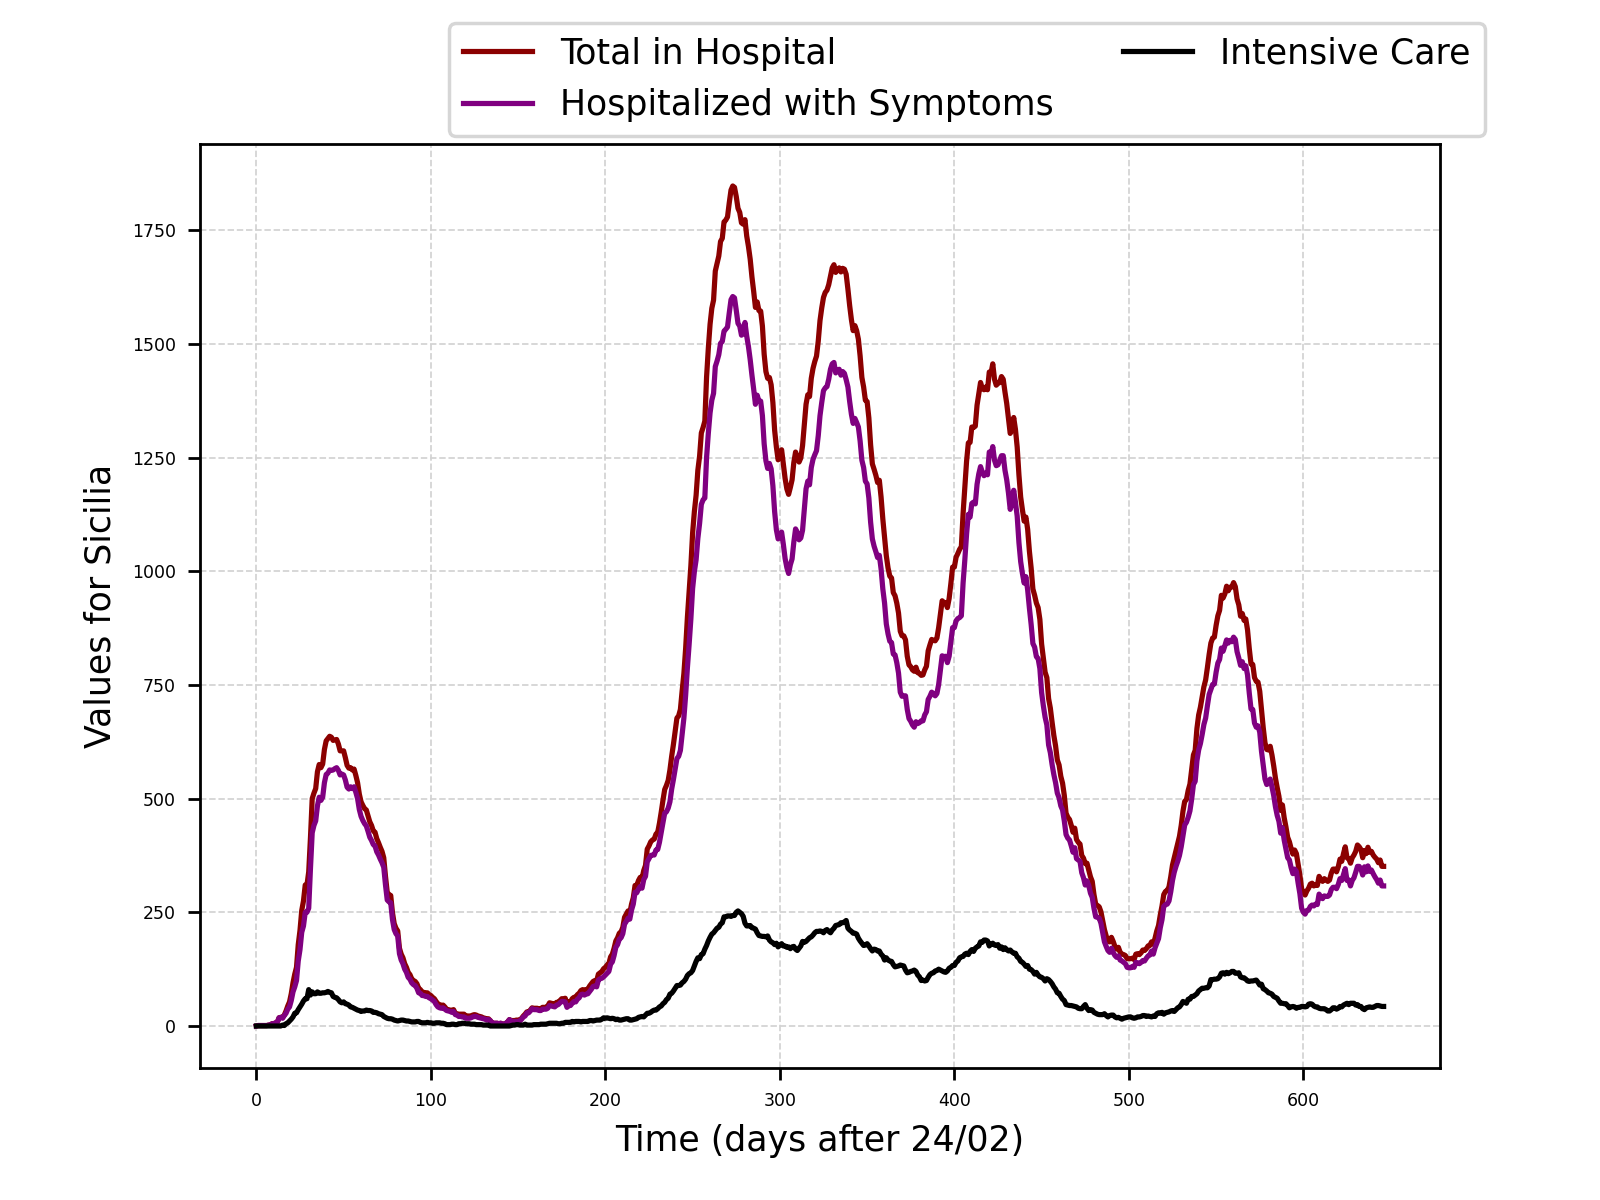 Total in Hospital
Hospitalized with Symptoms
Intensive Care
1750
1500
1250
1000
750
500
250
0
Values for Sicilia
0 100 200 300 400 500 600
Time (days after 24/02)